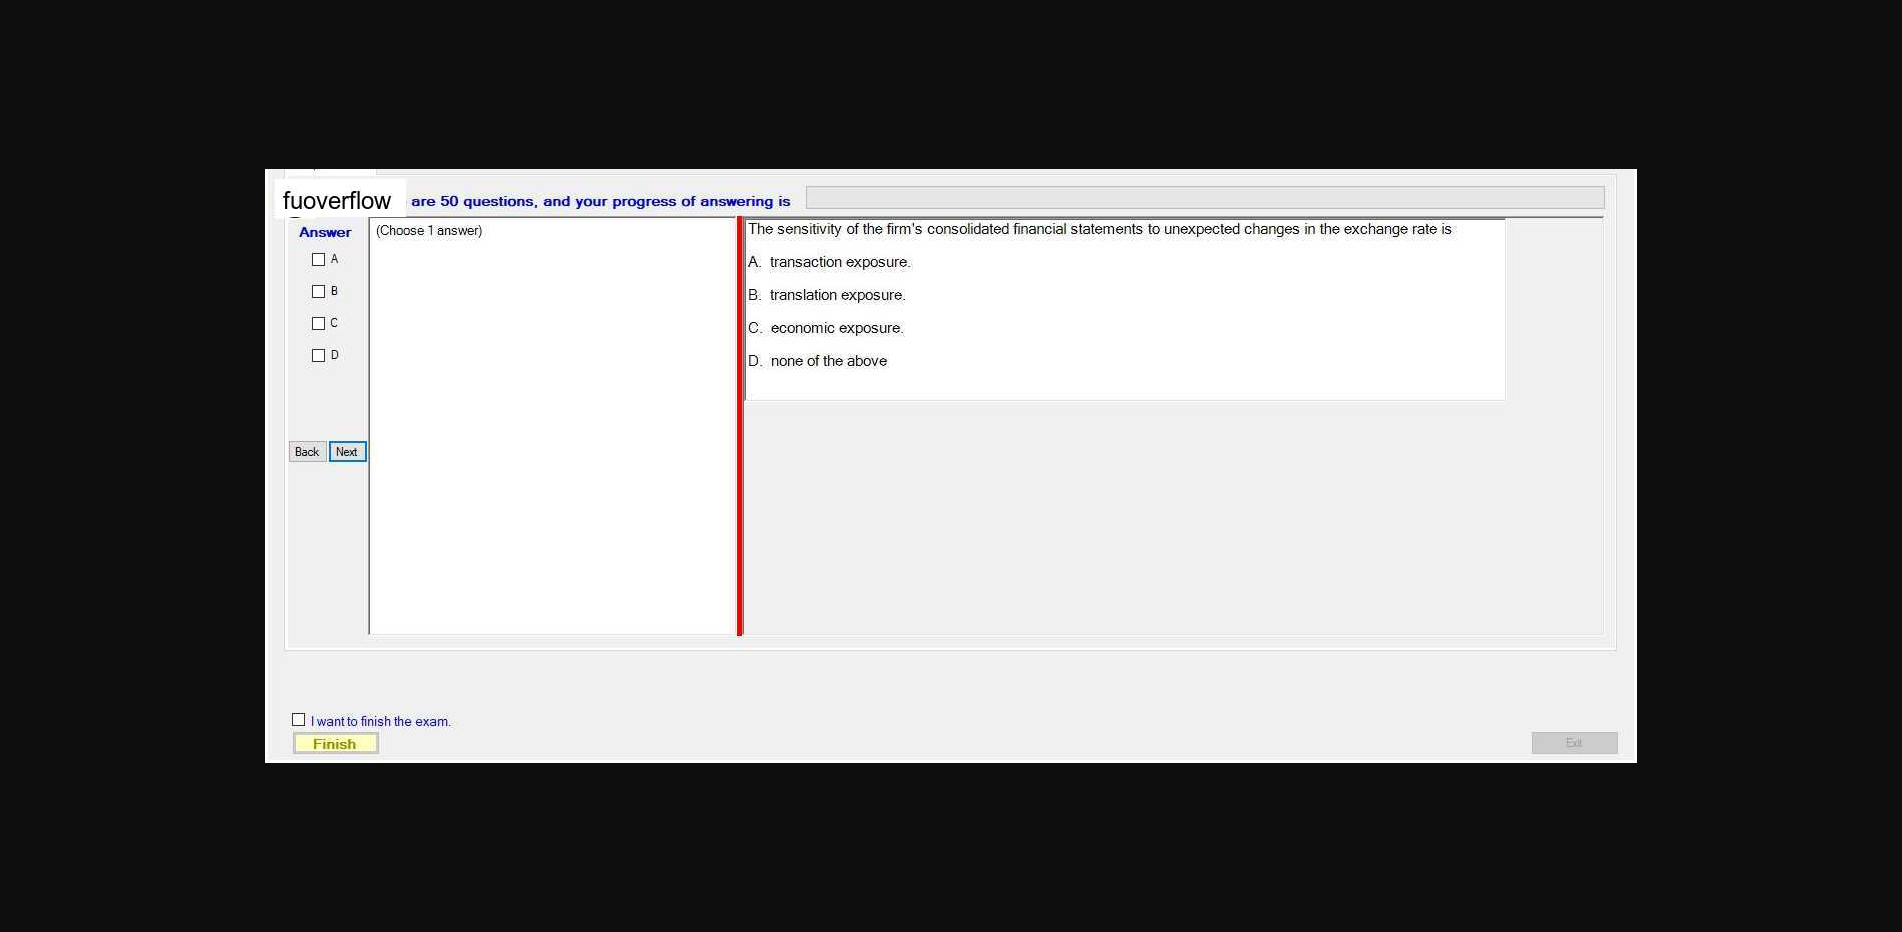 fuoverflow are 50 questions, and your progress of answering is
Answer
A
B
C
D
Back Next
(Choose 1 answer)
The sensitivity of the firm's consolidated financial statements to unexpected changes in the exchange rate is
A. transaction exposure.
B. translation exposure.
C. economic exposure.
D. none of the above
I want to finish the exam.
Finish
Exit